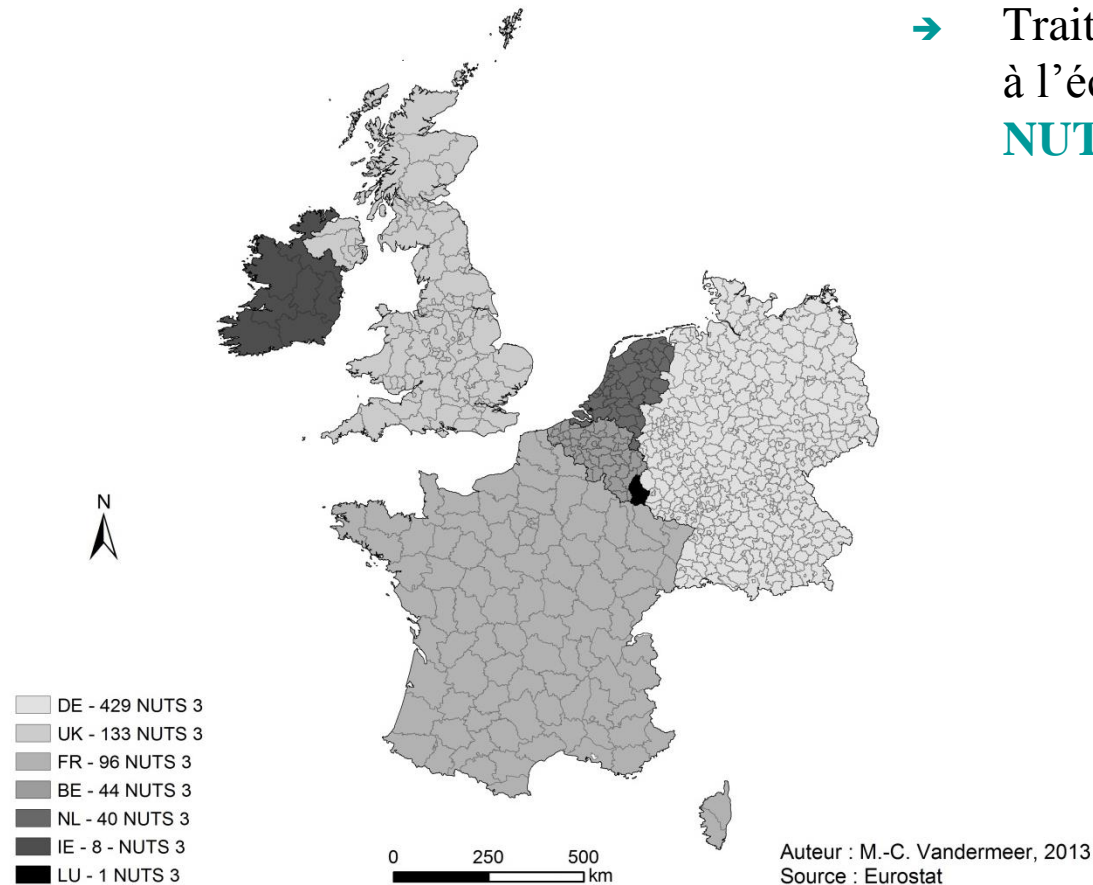 ➔ Trait
à l’éc
NUT
N
DE - 429 NUTS 3
UK - 133 NUTS 3
FR - 96 NUTS 3
BE - 44 NUTS 3
NL - 40 NUTS 3
IE - 8 - NUTS 3
LU - 1 NUTS 3
0 250 500
km
Auteur : M.-C. Vandermeer, 2013
Source : Eurostat